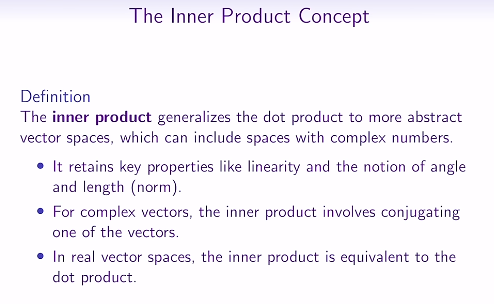 The Inner Product Concept
Definition
The inner product generalizes the dot product to more abstract
vector spaces, which can include spaces with complex numbers.
It retains key properties like linearity and the notion of angle
and length (norm).
For complex vectors, the inner product involves conjugating
one of the vectors.
In real vector spaces, the inner product is equivalent to the
dot product.